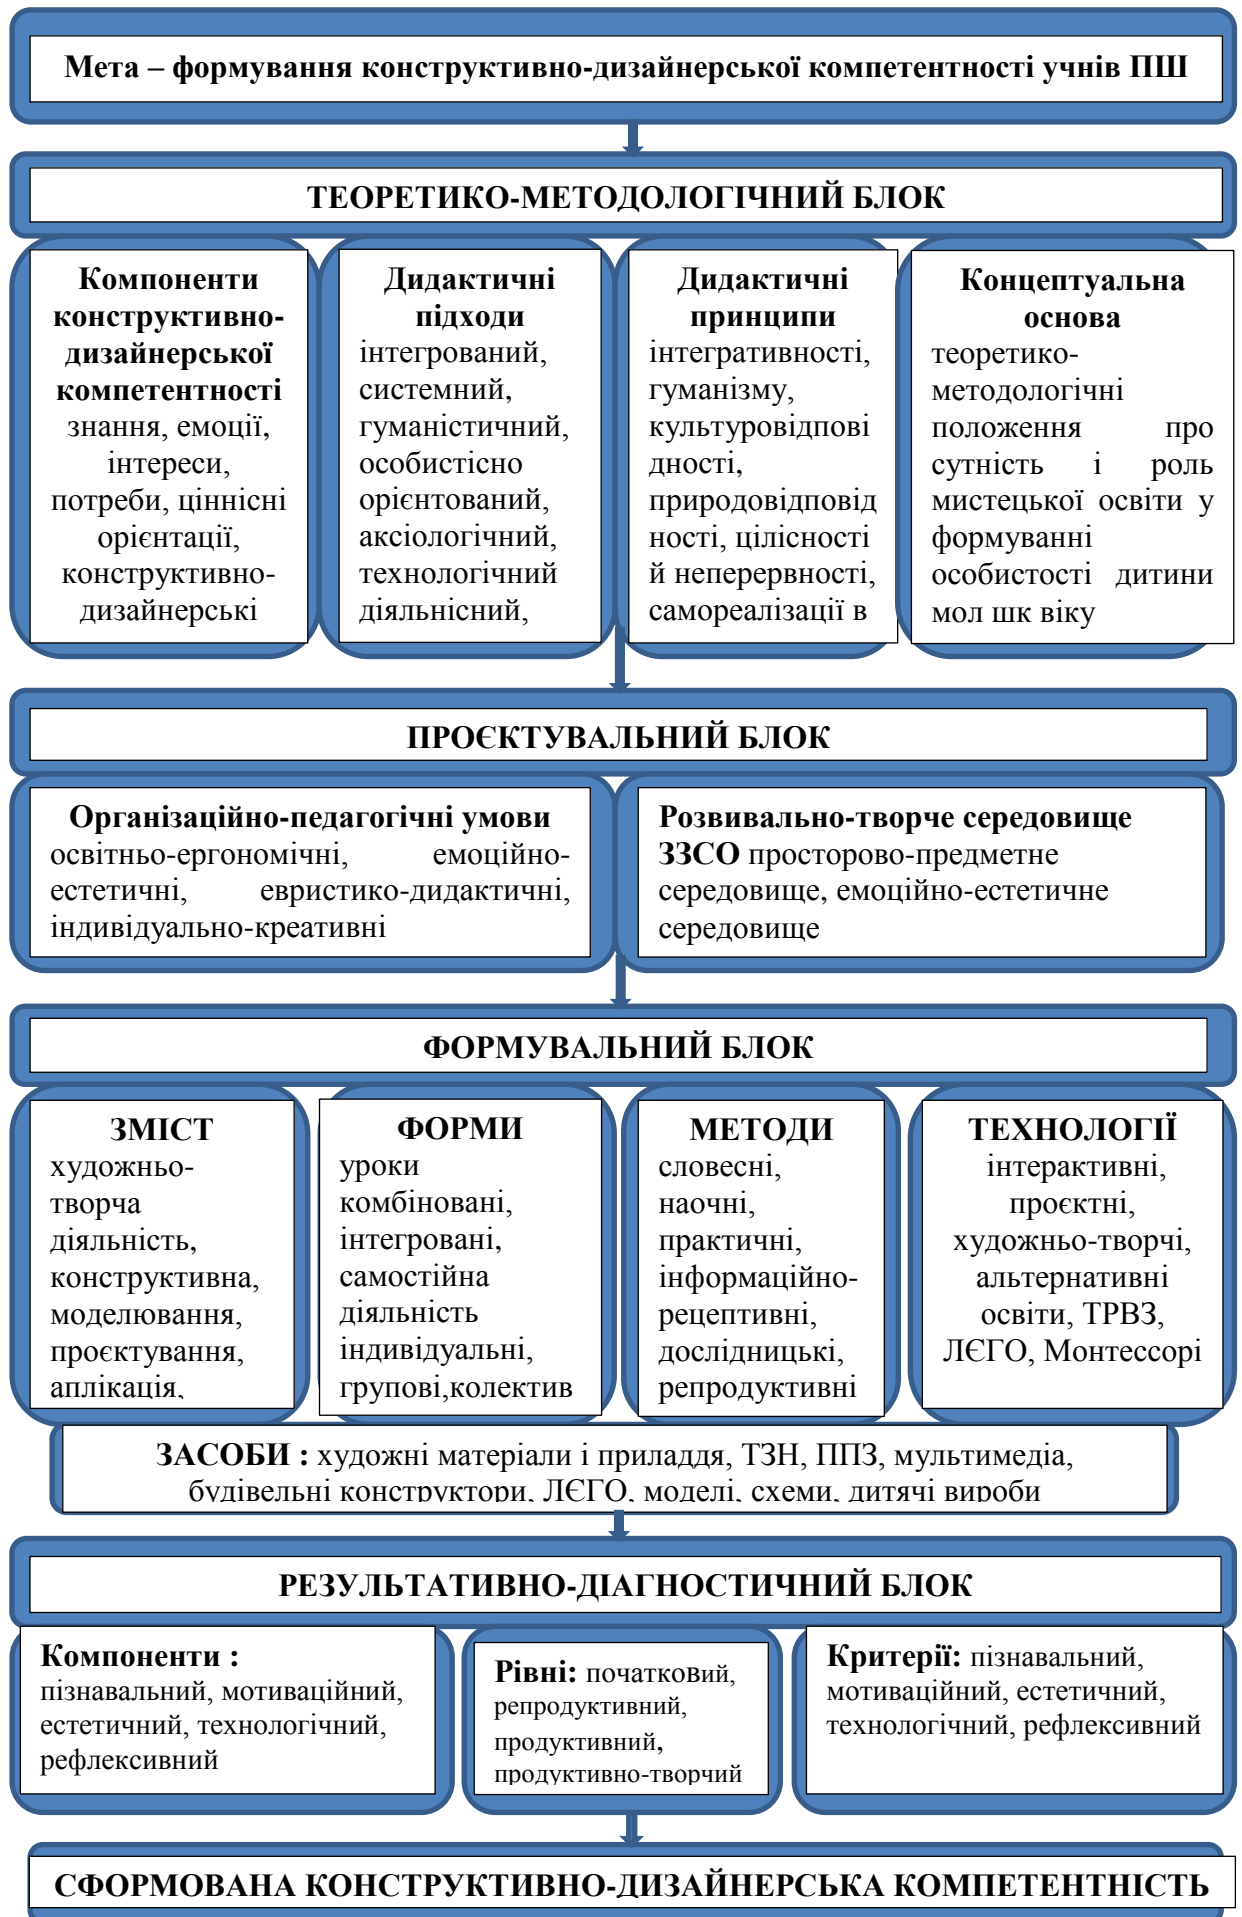 Мета – формування конструктивно-дизайнерської компетентності учнів ПШ
ТЕОРЕТИКО-МЕТОДОЛОГІЧНИЙ БЛОК
Компоненти
конструктивно-
дизайнерської
компетентності
знання, емоції,
інтереси,
потреби, ціннісні
орієнтації,
конструктивно-
дизайнерські
Дидактичні
підходи
інтегрований,
системний,
гуманістичний,
особистісно
орієнтований,
аксіологічний,
технологічний
діяльнісний,
Дидактичні
принципи
інтегративності,
гуманізму,
культуровідпові
дності,
природовідповід
ності, цілісності
й неперервності,
самореалізації в
Концептуальна
основа
теоретико-
методологічні
положення про
сутність і роль
мистецької освіти у
формуванні
особистості дитини
мол шк віку
ПРОЄКТУВАЛЬНИЙ БЛОК
Організаційно-педагогічні умови
освітньо-ергономічні, емоційно-
естетичні, евристико-дидактичні,
індивідуально-креативні
Розвивально-творче середовище
ЗЗСО просторово-предметне
середовище, емоційно-естетичне
середовище
ФОРМУВАЛЬНИЙ БЛОК
ЗМІСТ
художньо-
творча
діяльність,
конструктивна,
моделювання,
проєктування,
аплікація,
ФОРМИ
уроки
комбіновані,
інтегровані,
самостійна
діяльність
індивідуальні,
групові,колектив
МЕТОДИ
словесні,
наочні,
практичні,
інформаційно-
рецептивні,
дослідницькі,
репродуктивні
ТЕХНОЛОГІЇ
інтерактивні,
проєктні,
художньо-творчі,
альтернативні
освіти, ТРВЗ,
ЛЄГО, Монтессорі
ЗАСОБИ : художні матеріали і приладдя, ТЗН, ППЗ, мультимедіа,
будівельні конструктори, ЛЄГО, моделі, схеми, дитячі вироби
РЕЗУЛЬТАТИВНО-ДІАГНОСТИЧНИЙ БЛОК
Компоненти :
пізнавальний, мотиваційний,
естетичний, технологічний,
рефлексивний
Рівні: початковий,
репродуктивний,
продуктивний,
продуктивно-творчий
Критерії: пізнавальний,
мотиваційний, естетичний,
технологічний, рефлексивний
СФОРМОВАНА КОНСТРУКТИВНО-ДИЗАЙНЕРСЬКА КОМПЕТЕНТНІСТЬ